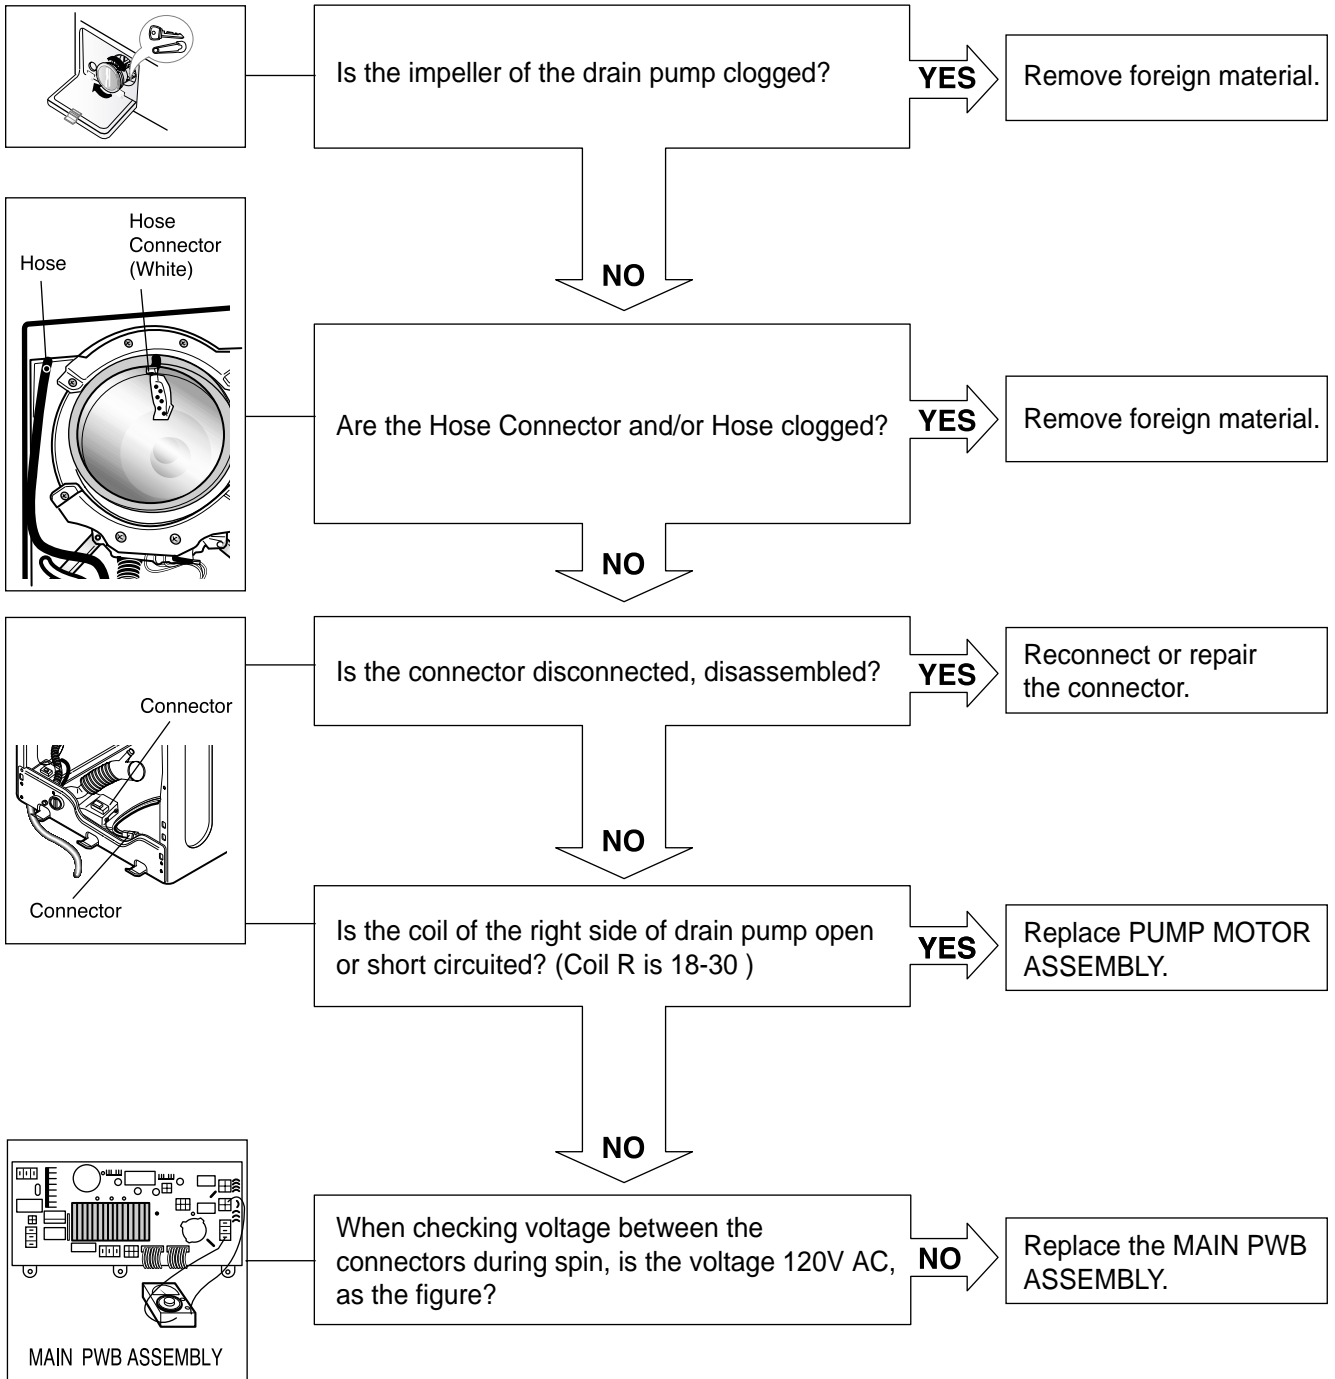 Is the impeller of the drain pump clogged?
YES
Remove foreign material.
NO
Hose
Hose
Connector
(White)
Are the Hose Connector and/or Hose clogged?
YES
Remove foreign material.
NO
Connector
Connector
Is the connector disconnected, disassembled?
YES
Reconnect or repair
the connector.
NO
Is the coil of the right side of drain pump open
or short circuited? (Coil R is 18-30 )
YES
Replace PUMP MOTOR
ASSEMBLY.
NO
MAIN PWB ASSEMBLY
When checking voltage between the
connectors during spin, is the voltage 120V AC,
as the figure?
NO
Replace the MAIN PWB
ASSEMBLY.